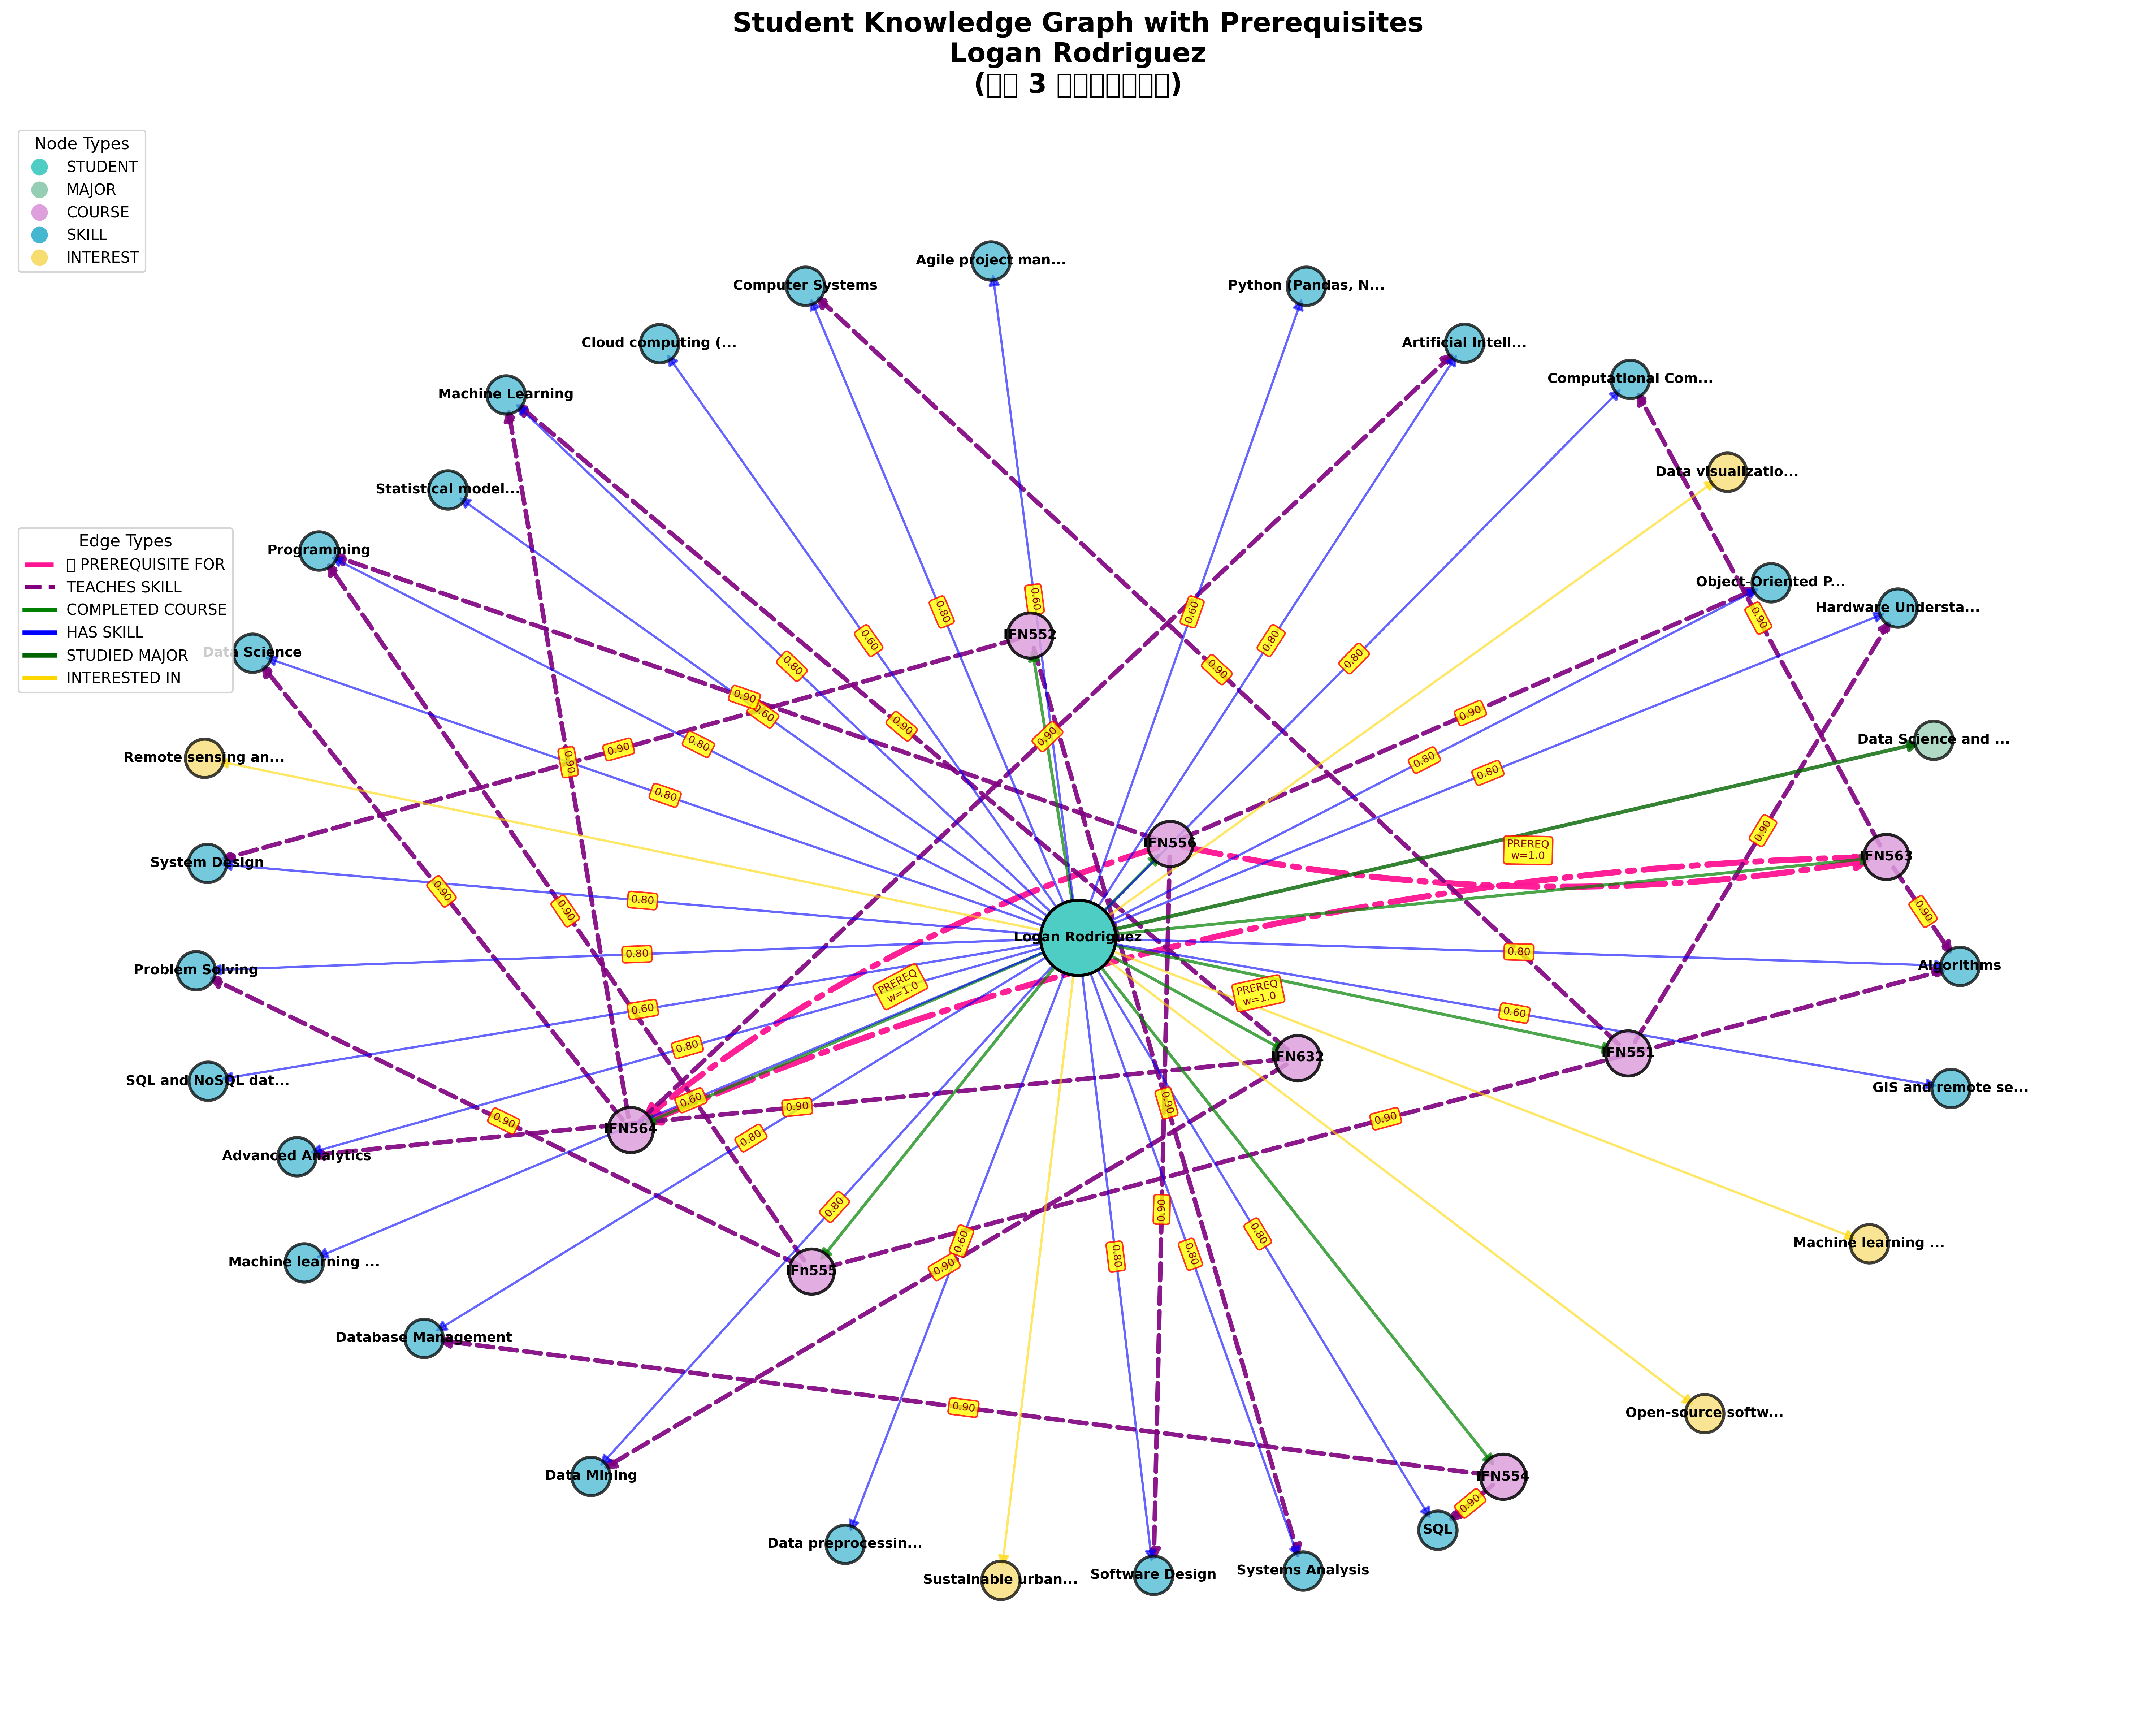 Student Knowledge Graph with Prerequisites
Logan Rodriguez
( 3 )
Node Types
STUDENT
MAJOR
COURSE
SKILL
INTEREST
Edge Types
PREREQUISITE FOR
TEACHES SKILL
COMPLETED COURSE
HAS SKILL
STUDIED MAJOR
INTERESTED IN
Agile project man...
Computer Systems
Python (Pandas, N...
Cloud computing (...
Artificial Intell...
Computational Com...
Machine Learning
Data visualizatio...
Statistical model...
Programming
Object-Oriented P...
0.60
Hardware Understa...
0.80
0.60
0.90
IFN552
0.60
0.80
Data Science
0.80
0.80
0.90
0.90
0.60
0.90
0.90
0.90
Data Science and ...
0.80
0.90
0.80
Remote sensing an...
0.90
0.80
0.80
0.90
IFN556
PREREQ
w=1.0
IFN563
System Design
0.90
0.80
0.90
0.90
Logan Rodriguez
0.80
0.80
Algorithms
Problem Solving
PREREQ
w=1.0
PREREQ
w=1.0
0.60
0.60
0.80
IFN551
IFN632
SQL and NoSQL dat...
GIS and remote se...
0.60
0.90
0.90
0.90
0.90
IFN564
0.80
Advanced Analytics
0.80
0.90
0.60
Machine learning ...
0.80
0.80
0.80
Machine learning ...
0.90
IFn555
Database Management
0.90
Open-source softw...
Data Mining
IFN554
0.90
SQL
Data preprocessin...
Systems Analysis
Software Design
Sustainable urban...